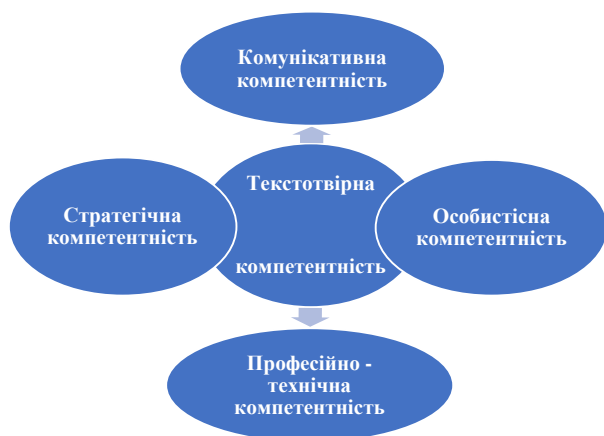 Комунікативна
компетентність
Текстотвірна
компетентність
Стратегічна
компетентність
Особистісна
компетентність
Професійно -
технічна
компетентність